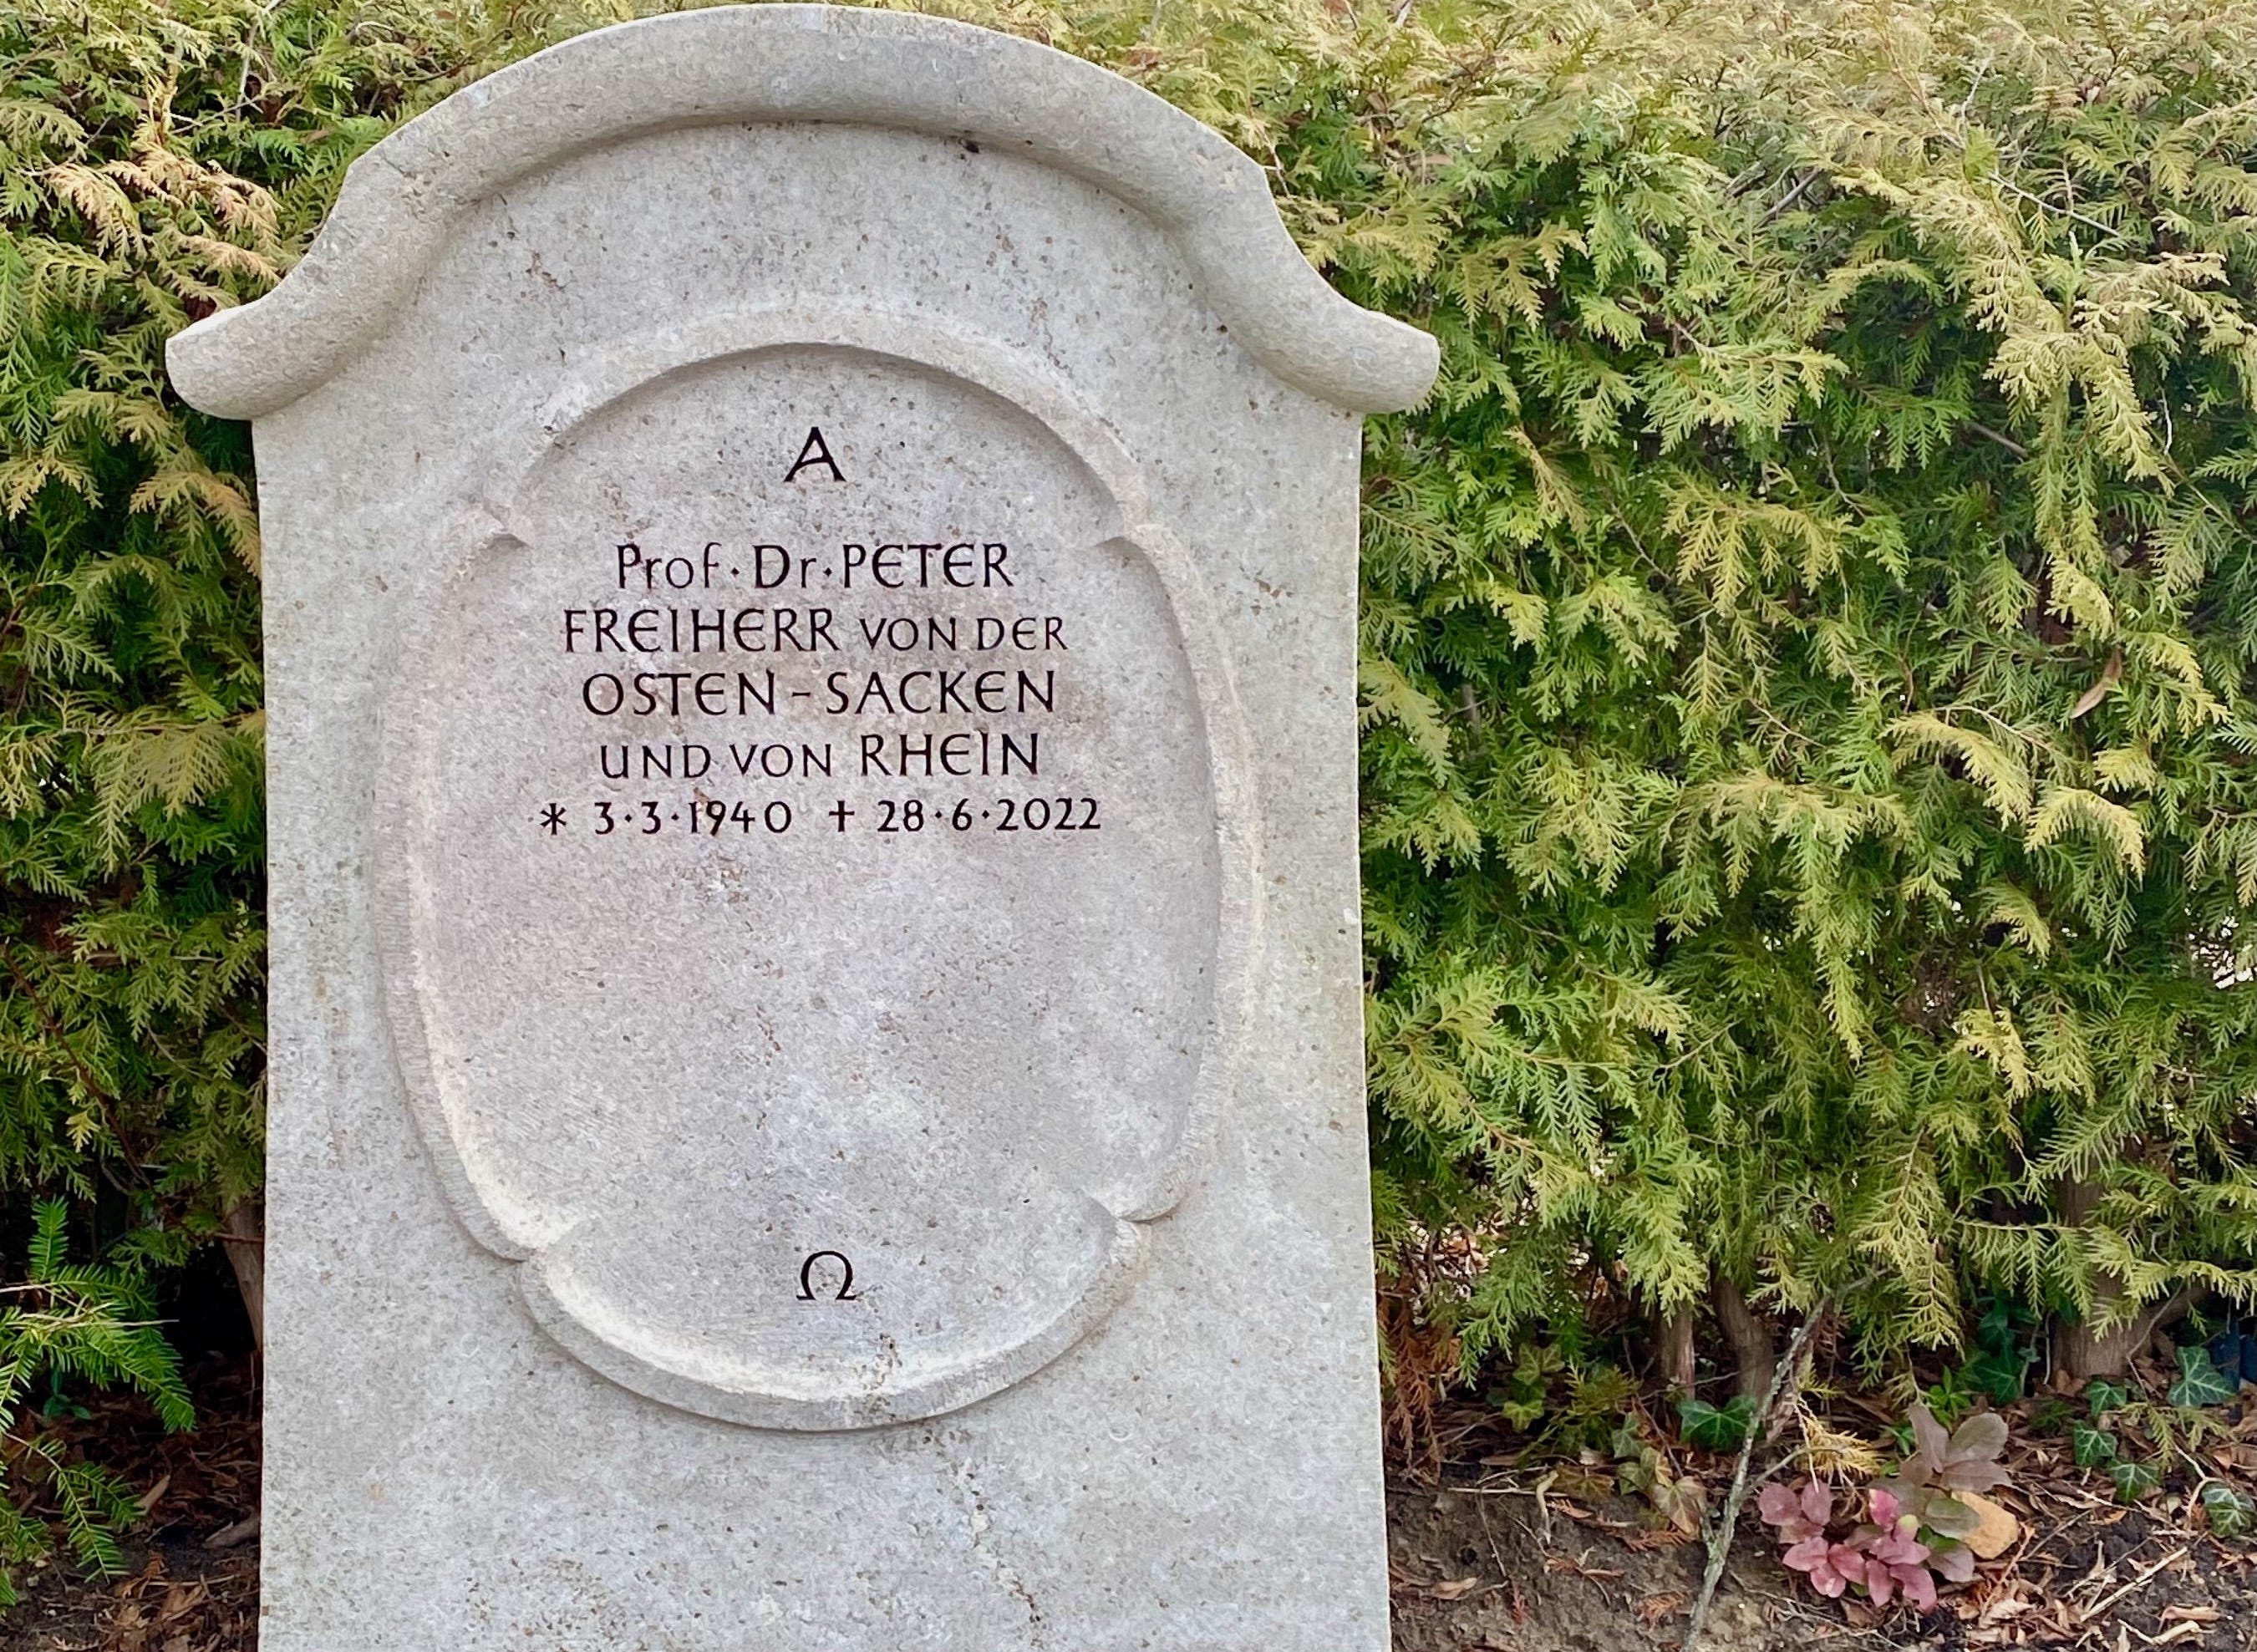 Α
Prof·Dr·PETER
FREIHERR VON DER
OSTEN-SACKEN
UND VON RHEIN
* 3·3·1940 † 28·6·2022
Ω